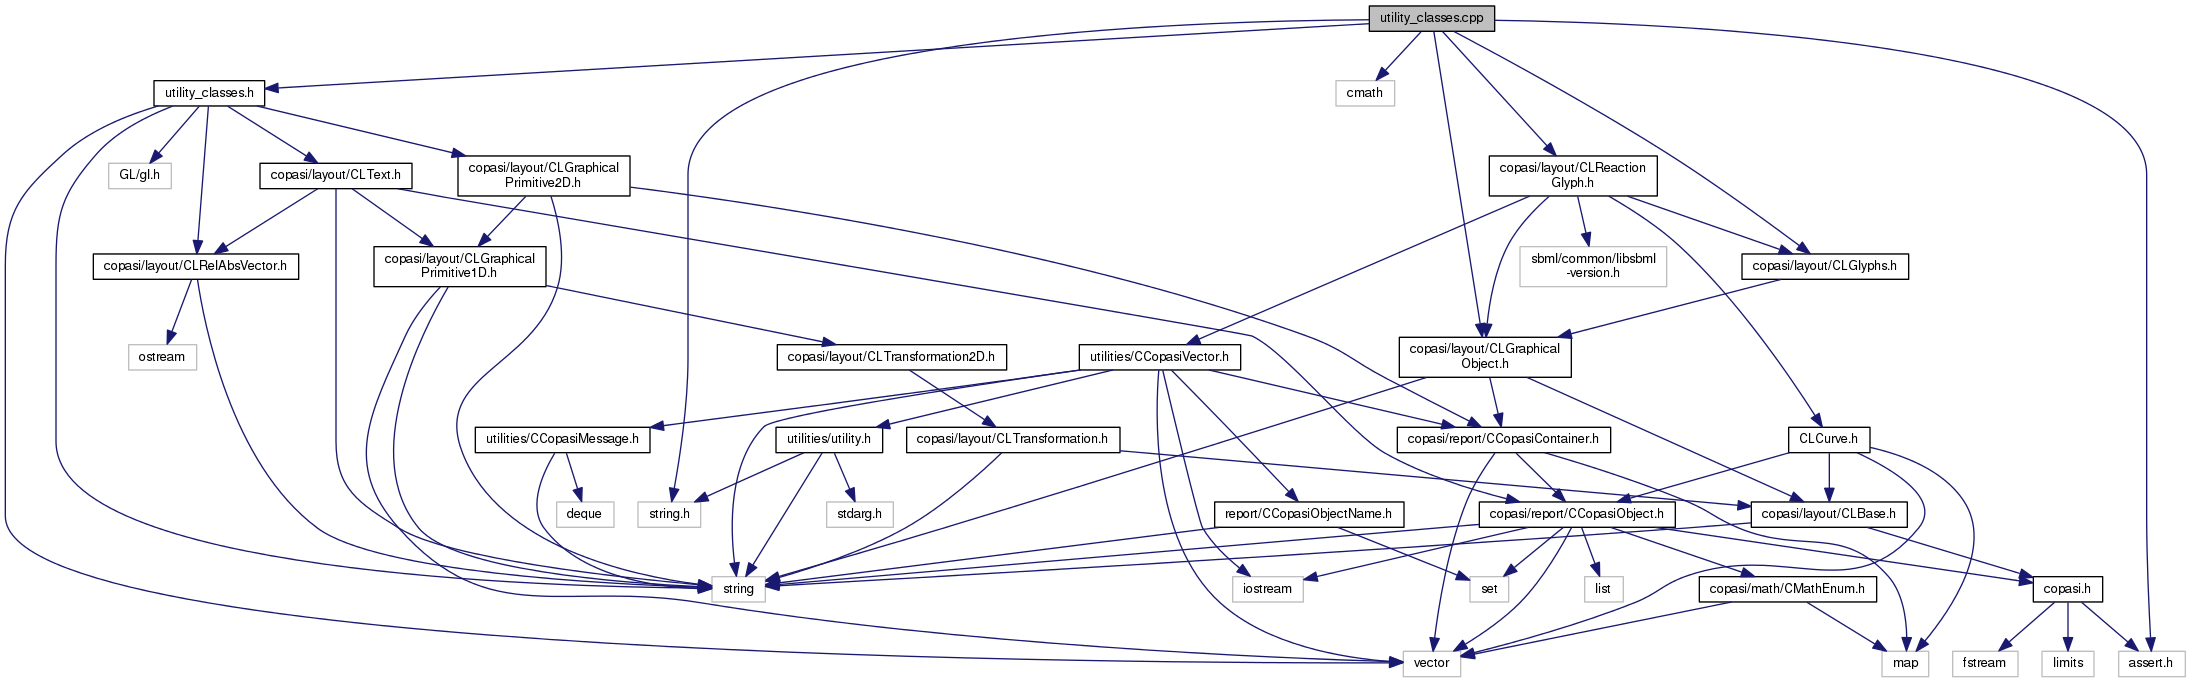 utility_classes.cpp
utility_classes.h
cmath
GL/gl.h
copasi/layout/CLText.h
copasi/layout/CLGraphical
Primitive2D.h
copasi/layout/CLReaction
Glyph.h
copasi/layout/CLRelAbsVector.h
copasi/layout/CLGraphical
Primitive1D.h
sbml/common/libsbml
-version.h
copasi/layout/CLGlyphs.h
ostream
copasi/layout/CLTransformation2D.h
utilities/CCopasiVector.h
copasi/layout/CLGraphical
Object.h
utilities/CCopasiMessage.h
utilities/utility.h
copasi/layout/CLTransformation.h
copasi/report/CCopasiContainer.h
CLCurve.h
deque
string.h
stdarg.h
report/CCopasiObjectName.h
copasi/report/CCopasiObject.h
copasi/layout/CLBase.h
string
iostream
set
list
copasi/math/CMathEnum.h
copasi.h
vector
map
fstream
limits
assert.h